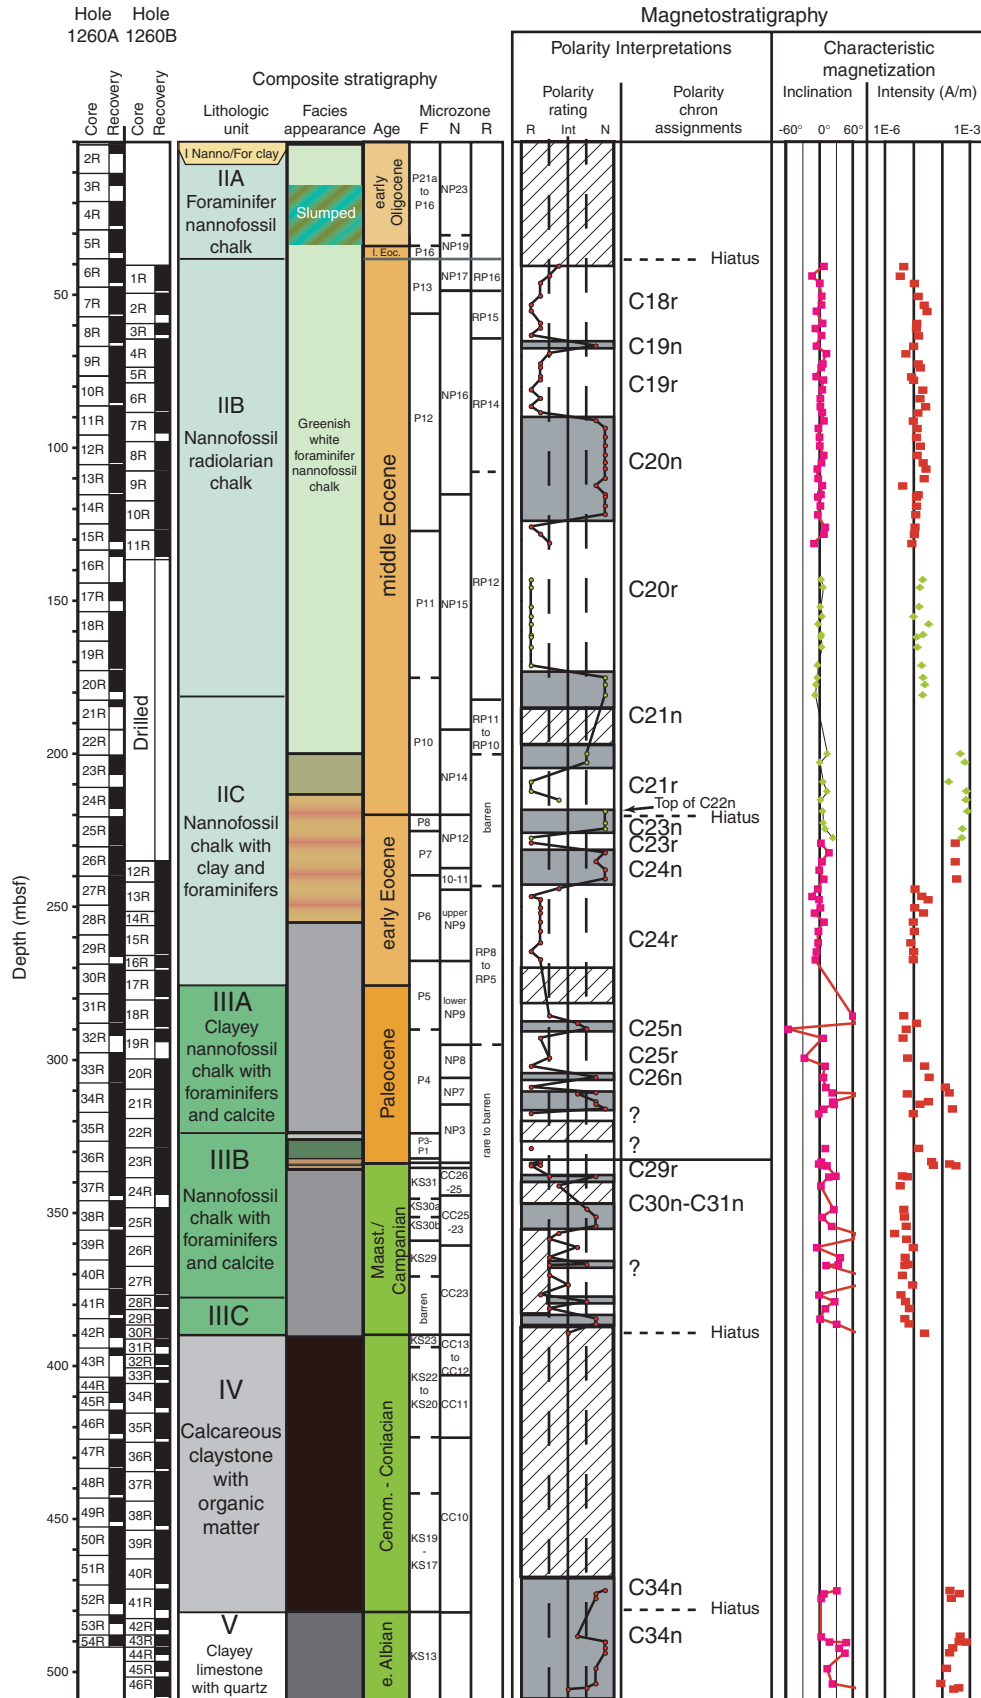 Hole
1260A
Hole
1260B
Magnetostratigraphy
Polarity Interpretations
Characteristic
magnetization
Composite stratigraphy
Core
Recovery
Core
Recovery
Lithologic
unit
Facies
appearance
Age
Microzone
F
N
R
Polarity
rating
R
Int
N
Polarity
chron
assignments
Inclination
-60°
0°
60°
Intensity (A/m)
1E-6
1E-3
Depth (mbsf)
50
100
150
200
250
300
350
400
450
500
2R
3R
4R
5R
6R
7R
8R
9R
10R
11R
12R
13R
14R
15R
16R
17R
18R
19R
20R
21R
22R
23R
24R
25R
26R
27R
28R
29R
30R
31R
32R
33R
34R
35R
36R
37R
38R
39R
40R
41R
42R
43R
44R
45R
46R
47R
48R
49R
50R
51R
52R
53R
54R
1R
2R
3R
4R
5R
6R
7R
8R
9R
10R
11R
Drilled
12R
13R
14R
15R
16R
17R
18R
19R
20R
21R
22R
23R
24R
25R
26R
27R
28R
29R
30R
31R
32R
33R
34R
35R
36R
37R
38R
39R
40R
41R
42R
43R
44R
45R
46R
I Nanno/For clay
IIA
Foraminifer
nannofossil
chalk
IIB
Nannofossil
radiolarian
chalk
IIC
Nannofossil
chalk with
clay and
foraminifers
IIIA
Clayey
nannofossil
chalk with
foraminifers
and calcite
IIIB
Nannofossil
chalk with
foraminifers
and calcite
IIIC
IV
Calcareous
claystone
with
organic
matter
V
Clayey
limestone
with quartz
Slumped
Greenish
white
foraminifer
nannofossil
chalk
early
Oligocene
l. Eoc.
middle Eocene
early Eocene
Paleocene
Maast./
Campanian
Cenom. - Coniacian
e. Albian
P21a
to
P16
P16
P13
P12
P11
P10
P8
P7
P6
P5
P4
P3-
P1
KS31
KS30a
KS30b
KS29
barren
KS23
KS22
to
KS20
KS19
-
KS17
KS13
NP23
NP19
NP17
NP16
NP15
NP14
NP12
10-11
upper
NP9
lower
NP9
NP8
NP7
NP3
CC26
-25
CC25
-23
CC23
CC13
to
CC12
CC11
CC10
RP16
RP15
RP14
RP12
RP11
to
RP10
barren
RP8
to
RP5
rare to barren
Hiatus
C18r
C19n
C19r
C20n
C20r
C21n
C21r
Top of C22n
Hiatus
C23n
C23r
C24n
C24r
C25n
C25r
C26n
?
?
C29r
C30n-C31n
?
Hiatus
C34n
Hiatus
C34n